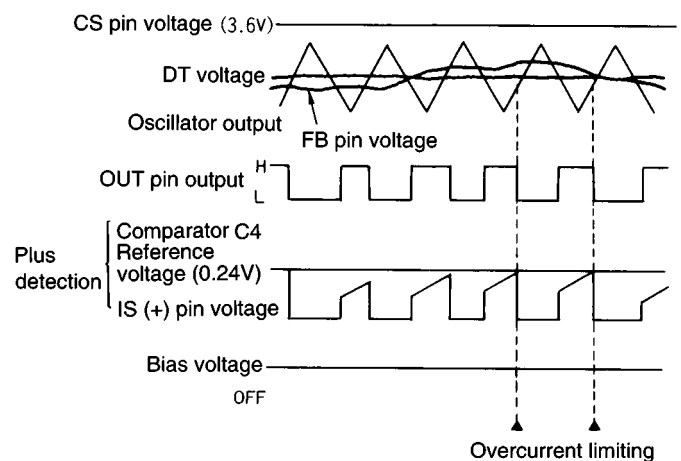 CS pin voltage (3.6V)
DT voltage
Oscillator output
FB pin voltage
OUT pin output
H
L
Plus
detection
Comparator C4
Reference
voltage (0.24V)
IS (+) pin voltage
Bias voltage
OFF
Overcurrent limiting